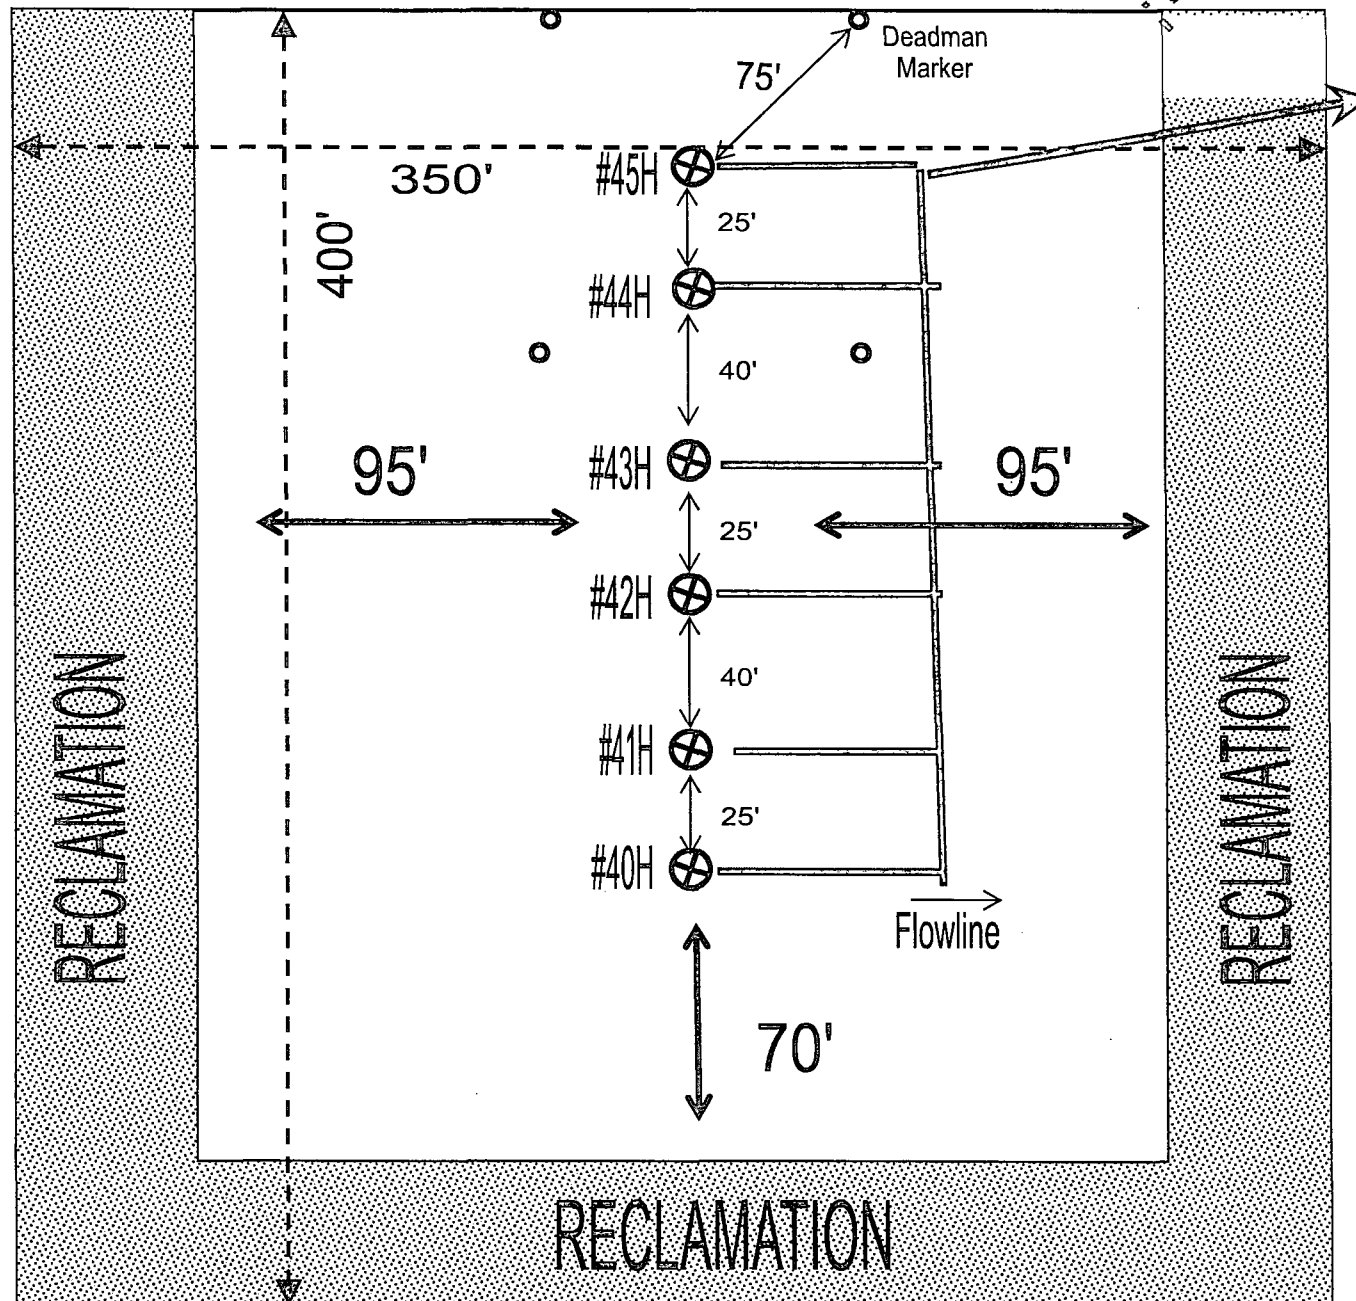 Deadman
Marker
75'
350'
400'
#45H
25'
#44H
40'
95'
#43H
95'
25'
#42H
40'
#41H
25'
#40H
Flowline
70'
RECLAMATION
RECLAMATION
RECLAMATION